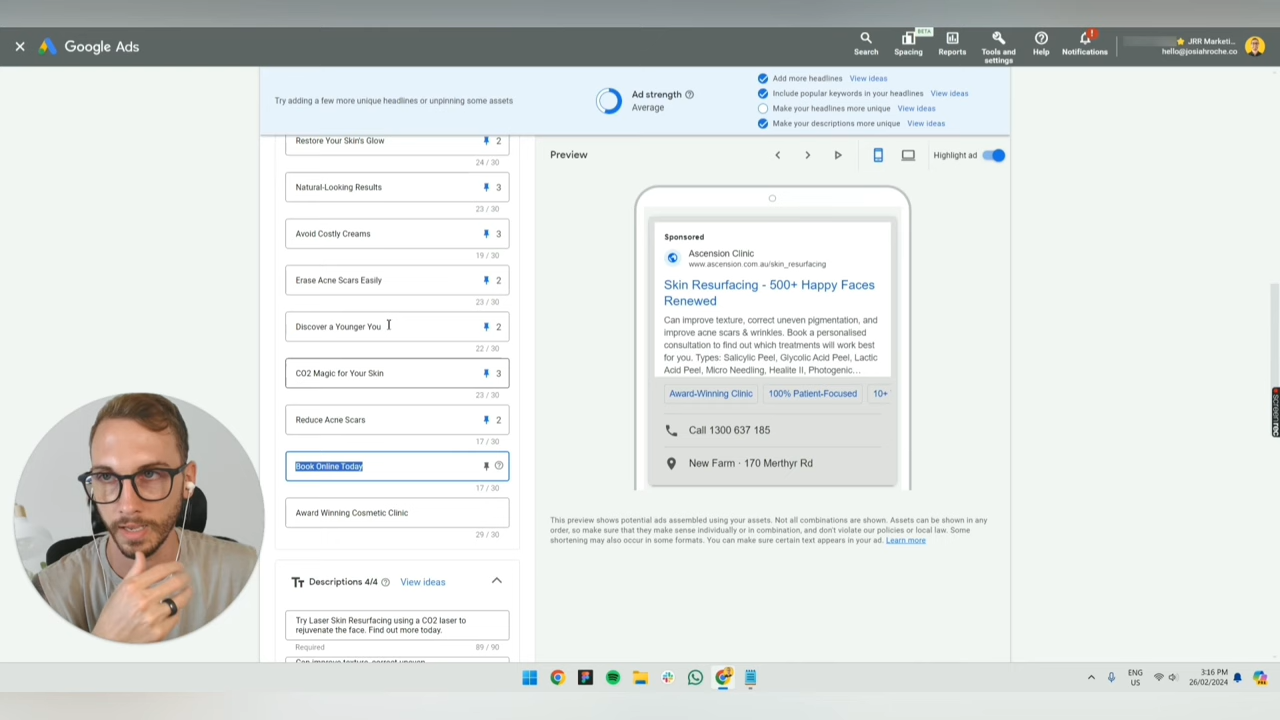 Google Ads
Search
BETA
Spacing
Reports
Tools and
settings
Help
Notifications
JRR Marketi...
hello@josiahroche.co
Try adding a few more unique headlines or unpinning some assets
Ad strength
Average
Add more headlines View ideas
Include popular keywords in your headlines View ideas
Make your headlines more unique View ideas
Make your descriptions more unique View ideas
Restore Your Skin's Glow 2
24 / 30
Natural-Looking Results 3
23 / 30
Avoid Costly Creams 3
19 / 30
Erase Acne Scars Easily 2
23 / 30
Discover a Younger You 2
22 / 30
CO2 Magic for Your Skin 3
23 / 30
Reduce Acne Scars 2
17 / 30
Book Online Today
17 / 30
Award Winning Cosmetic Clinic
29 / 30
Descriptions 4/4 View ideas
Try Laser Skin Resurfacing using a CO2 laser to
rejuvenate the face. Find out more today.
Required 89 / 90
Can improve texture, correct uneven
Preview
Highlight ad
Sponsored
Ascension Clinic
www.ascension.com.au/skin_resurfacing
Skin Resurfacing - 500+ Happy Faces
Renewed
Can improve texture, correct uneven pigmentation, and
improve acne scars & wrinkles. Book a personalised
consultation to find out which treatments will work best
for you. Types: Salicylic Peel, Glycolic Acid Peel, Lactic
Acid Peel, Micro Needling, Healite II, Photogenic...
Award-Winning Clinic
100% Patient-Focused
10+
Call 1300 637 185
New Farm · 170 Merthyr Rd
This preview shows potential ads assembled using your assets. Not all combinations are shown. Assets can be shown in any
order, so make sure that they make sense individually or in combination, and don't violate our policies or local law. Some
shortening may also occur in some formats. You can make sure certain text appears in your ad. Learn more
ENG
US
3:16 PM
26/02/2024